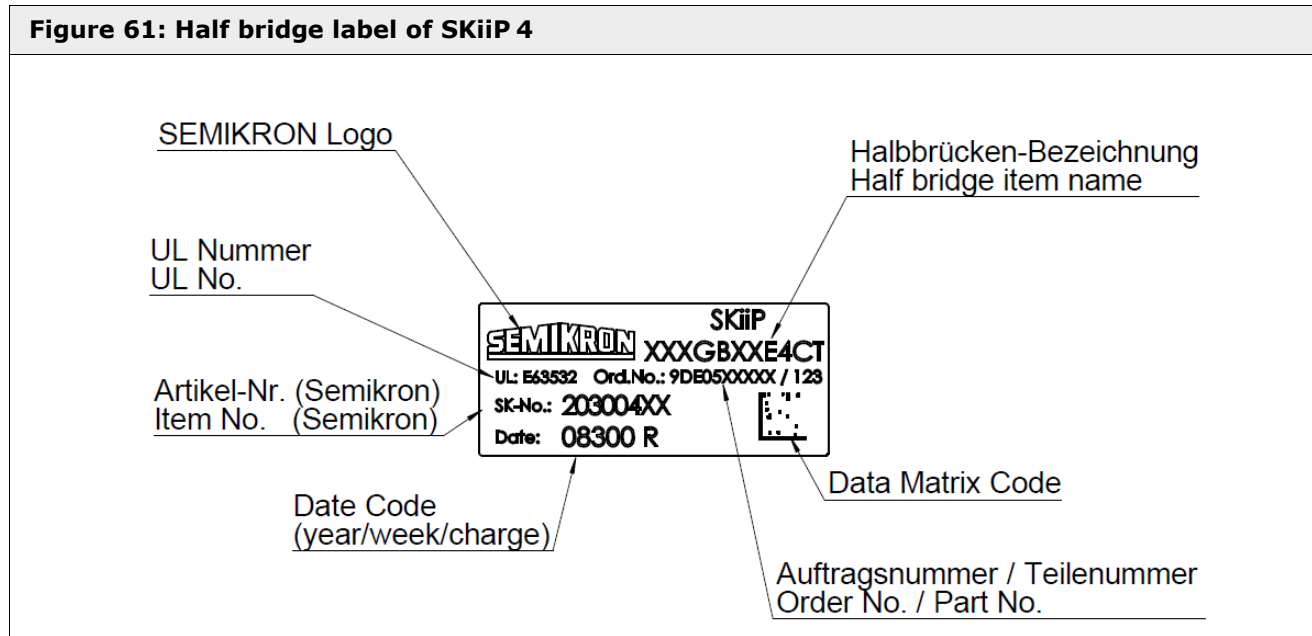 Figure 61: Half bridge label of SKiiP 4
SEMIKRON Logo
Halbbrücken-Bezeichnung
Half bridge item name
UL Nummer
UL No.
SKiiP
SEMIKRON XXXGBXXE4CT
UL: E63532 Ord.No.: 9DE05XXXXX / 123
Artikel-Nr. (Semikron)
Item No. (Semikron)
SK-No.: 203004XX
Date: 08300 R
Data Matrix Code
Date Code
(year/week/charge)
Auftragsnummer / Teilenummer
Order No. / Part No.